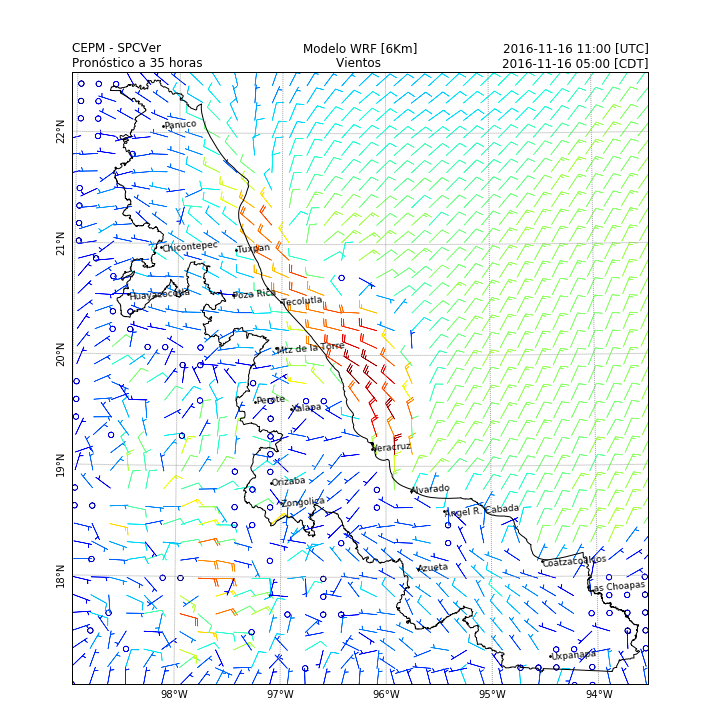 CEPM - SPCVer Modelo WRF [6Km] 2016-11-16 11:00 [UTC]
Pronóstico a 35 horas Vientos 2016-11-16 05:00 [CDT]
22°N
Panuco
21°N
Chicontepec
Tuxpan
Huayacocotla
Poza Rica
Tecolutla
20°N
Mtz de la Torre
Perote
Xalapa
Veracruz
19°N
Orizaba
Alvarado
Zongolica
Angel R. Cabada
18°N
Azueta
Coatzacoalcos
Las Choapas
Uxpanapa
98°W 97°W 96°W 95°W 94°W